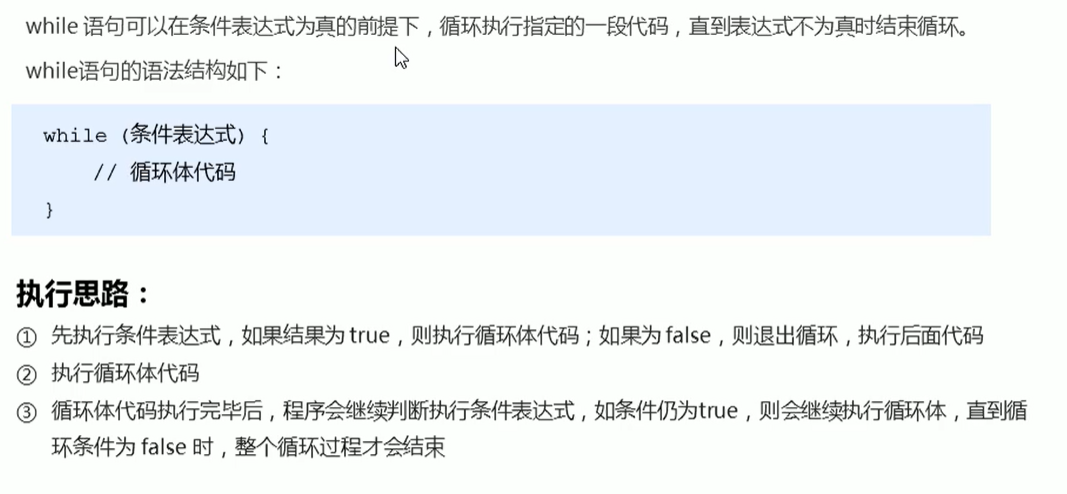 while 语句可以在条件表达式为真的前提下，循环执行指定的一段代码，直到表达式不为真时结束循环。
while语句的语法结构如下：
while (条件表达式) {
// 循环体代码
}
执行思路：
① 先执行条件表达式，如果结果为 true，则执行循环体代码；如果为 false，则退出循环，执行后面代码
② 执行循环体代码
③ 循环体代码执行完毕后，程序会继续判断执行条件表达式，如条件仍为true，则会继续执行循环体，直到循
环条件为 false 时，整个循环过程才会结束